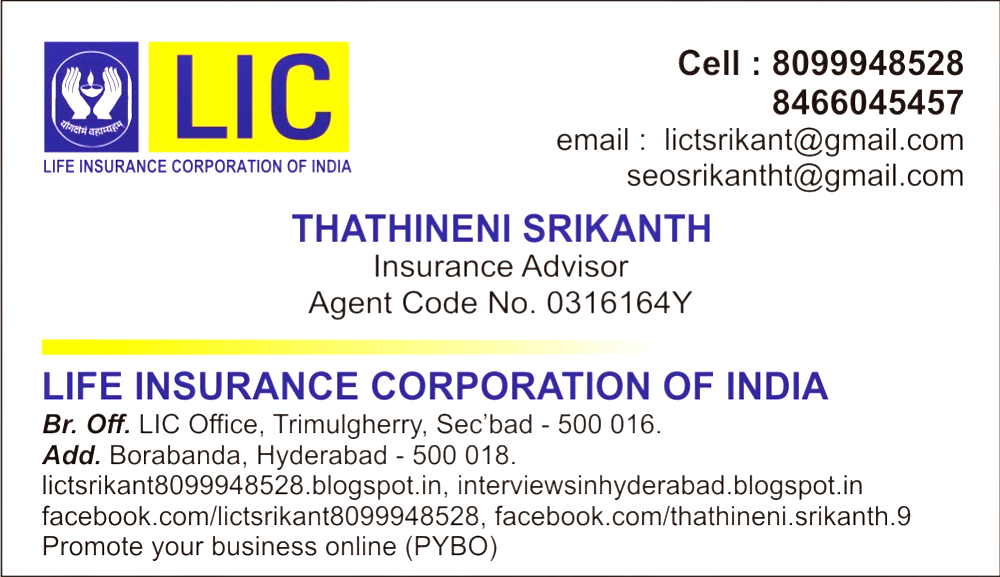 योगक्षेमं वहाम्यहम्
LIC
LIFE INSURANCE CORPORATION OF INDIA
Cell : 8099948528
8466045457
email : lictsrikant@gmail.com
seosrikantht@gmail.com
THATHINENI SRIKANTH
Insurance Advisor
Agent Code No. 0316164Y
LIFE INSURANCE CORPORATION OF INDIA
Br. Off. LIC Office, Trimulgherry, Sec'bad - 500 016.
Add. Borabanda, Hyderabad - 500 018.
lictsrikant8099948528.blogspot.in, interviewsinhyderabad.blogspot.in
facebook.com/lictsrikant8099948528, facebook.com/thathineni.srikanth.9
Promote your business online (PYBO)